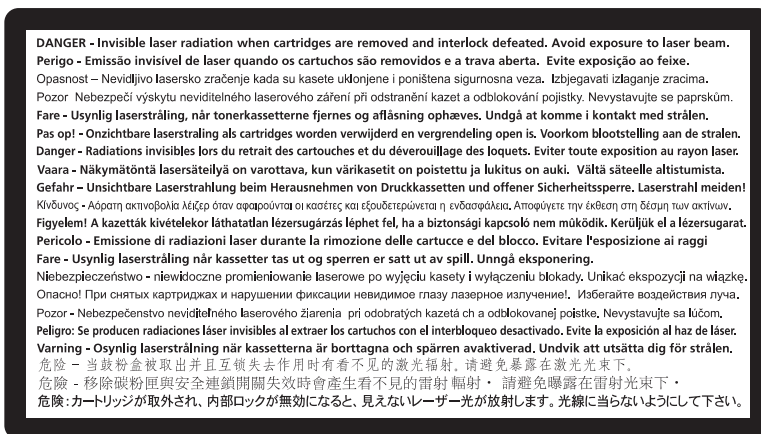 DANGER - Invisible laser radiation when cartridges are removed and interlock defeated. Avoid exposure to laser beam.
Perigo - Emissão invisível de laser quando os cartuchos são removidos e a trava aberta. Evite exposição ao feixe.
Opasnost – Nevidljivo lasersko zračenje kada su kasete uklonjene i poništena sigurnosna veza. Izbjegavati izlaganje zracima.
Pozor Nebezpečí výskytu neviditelného laserového záření při odstranění kazet a odblokování pojistky. Nevystavujte se paprskům.
Fare - Usynlig laserstråling, når tonerkassetterne fjernes og aflåsning ophæves. Undgå at komme i kontakt med strålen.
Pas op! - Onzichtbare laserstraling als cartridges worden verwijderd en vergrendeling open is. Voorkom blootstelling aan de stralen.
Danger - Radiations invisibles lors du retrait des cartouches et du déverouillage des loquets. Eviter toute exposition au rayon laser.
Vaara - Näkymätöntä lasersäteilyä on varottava, kun värikasetit on poistettu ja lukitus on auki. Vältä säteelle altistumista.
Gefahr – Unsichtbare Laserstrahlung beim Herausnehmen von Druckkassetten und offener Sicherheitssperre. Laserstrahl meiden!
Κίνδυνος - Αόρατη ακτινοβολία λέιζερ όταν αφαιρούνται οι κασέτες και εξουδετερώνεται η ενδασφάλεια. Αποφύγετε την έκθεση στη δέσμη των ακτίνων.
Figyelem! A kazetták kivételekor láthatatlan lézersugárzás léphet fel, ha a biztonsági kapcsoló nem mûködik. Kerüljük el a lézersugarat.
Pericolo - Emissione di radiazioni laser durante la rimozione delle cartucce e del blocco. Evitare l'esposizione ai raggi
Fare - Usynlig laserstråling når kassetter tas ut og sperren er satt ut av spill. Unngå eksponering.
Niebezpieczeństwo - niewidoczne promieniowanie laserowe po wyjęciu kasety i wyłączeniu blokady. Unikać ekspozycji na wiązkę.
Опасно! При снятых картриджах и нарушении фиксации невидимое глазу лазерное излучение!. Избегайте воздействия луча.
Pozor - Nebezpečenstvo neviditeľného laserového žiarenia pri odobratých kazetá ch a odblokovanej poistke. Nevystavujte sa lúčom.
Peligro: Se producen radiaciones láser invisibles al extraer los cartuchos con el interbloqueo desactivado. Evite la exposición al haz de láser.
Varning - Osynlig laserstrålning när kassetterna är borttagna och spärren avaktiverad. Undvik att utsätta dig för strålen.
危险 - 当鼓粉盒被取出并且互锁失去作用时有看不见的激光辐射，请避免暴露在激光光束下。
危險 - 移除碳粉匣與安全連鎖開關失效時會產生看不見的雷射輻射・ 請避免曝露在雷射光束下・
危険：カートリッジが取外され、内部ロックが無効になると、見えないレーザー光が放射します。光線に当らないようにして下さい。